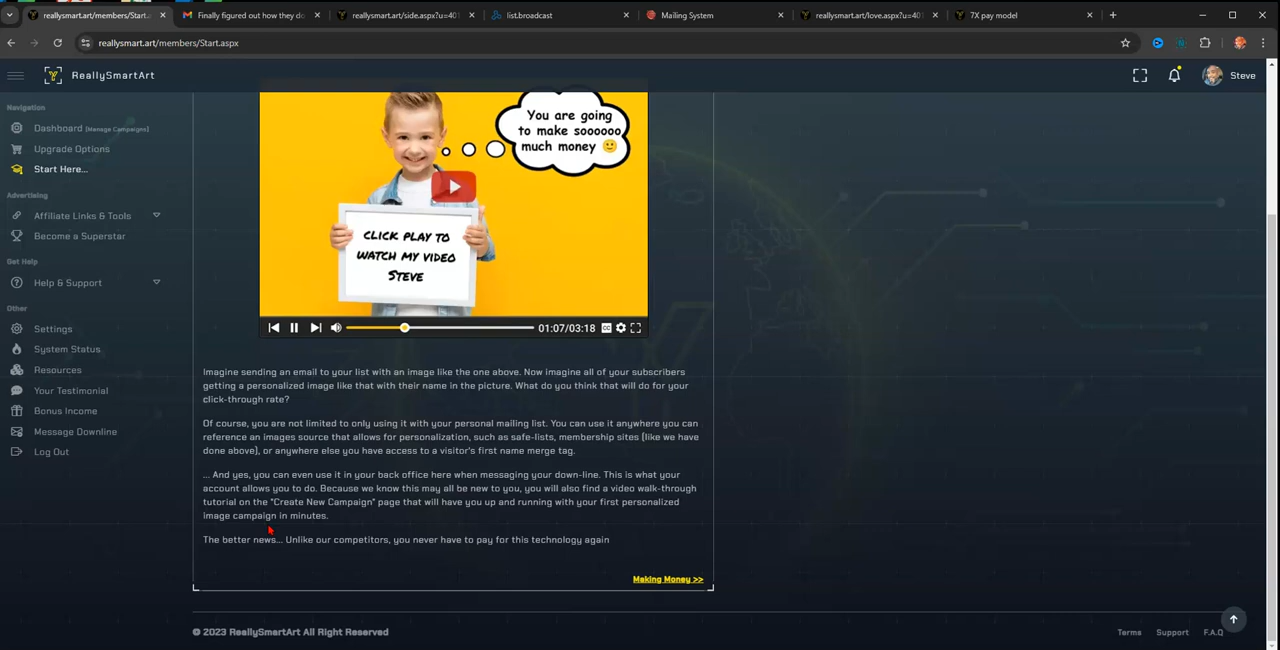 reallysmart.art/members/Start.a
Finally figured out how they do
reallysmart.art/side.aspx?u=401
list.broadcast
Mailing System
reallysmart.art/love.aspx?u=401
7X pay model
reallysmart.art/members/Start.aspx
ReallySmartArt
Steve
Navigation
Dashboard [Manage Campaigns]
Upgrade Options
Start Here...
Advertising
Affiliate Links & Tools
Become a Superstar
Get Help
Help & Support
Other
Settings
System Status
Resources
Your Testimonial
Bonus Income
Message Downline
Log Out
You are going
to make soooooo
much money 🙂
CLICK PLAY TO
WATCH MY VIDEO
STEVE
01:07/03:18
CC
Imagine sending an email to your list with an image like the one above. Now imagine all of your subscribers
getting a personalized image like that with their name in the picture. What do you think that will do for your
click-through rate?
Of course, you are not limited to only using it with your personal mailing list. You can use it anywhere you can
reference an images source that allows for personalization, such as safe-lists, membership sites (like we have
done above), or anywhere else you have access to a visitor's first name merge tag.
... And yes, you can even use it in your back office here when messaging your down-line. This is what your
account allows you to do. Because we know this may all be new to you, you will also find a video walk-through
tutorial on the "Create New Campaign" page that will have you up and running with your first personalized
image campaign in minutes.
The better news... Unlike our competitors, you never have to pay for this technology again
Making Money >>
© 2023 ReallySmartArt All Right Reserved
Terms
Support
F.A.Q